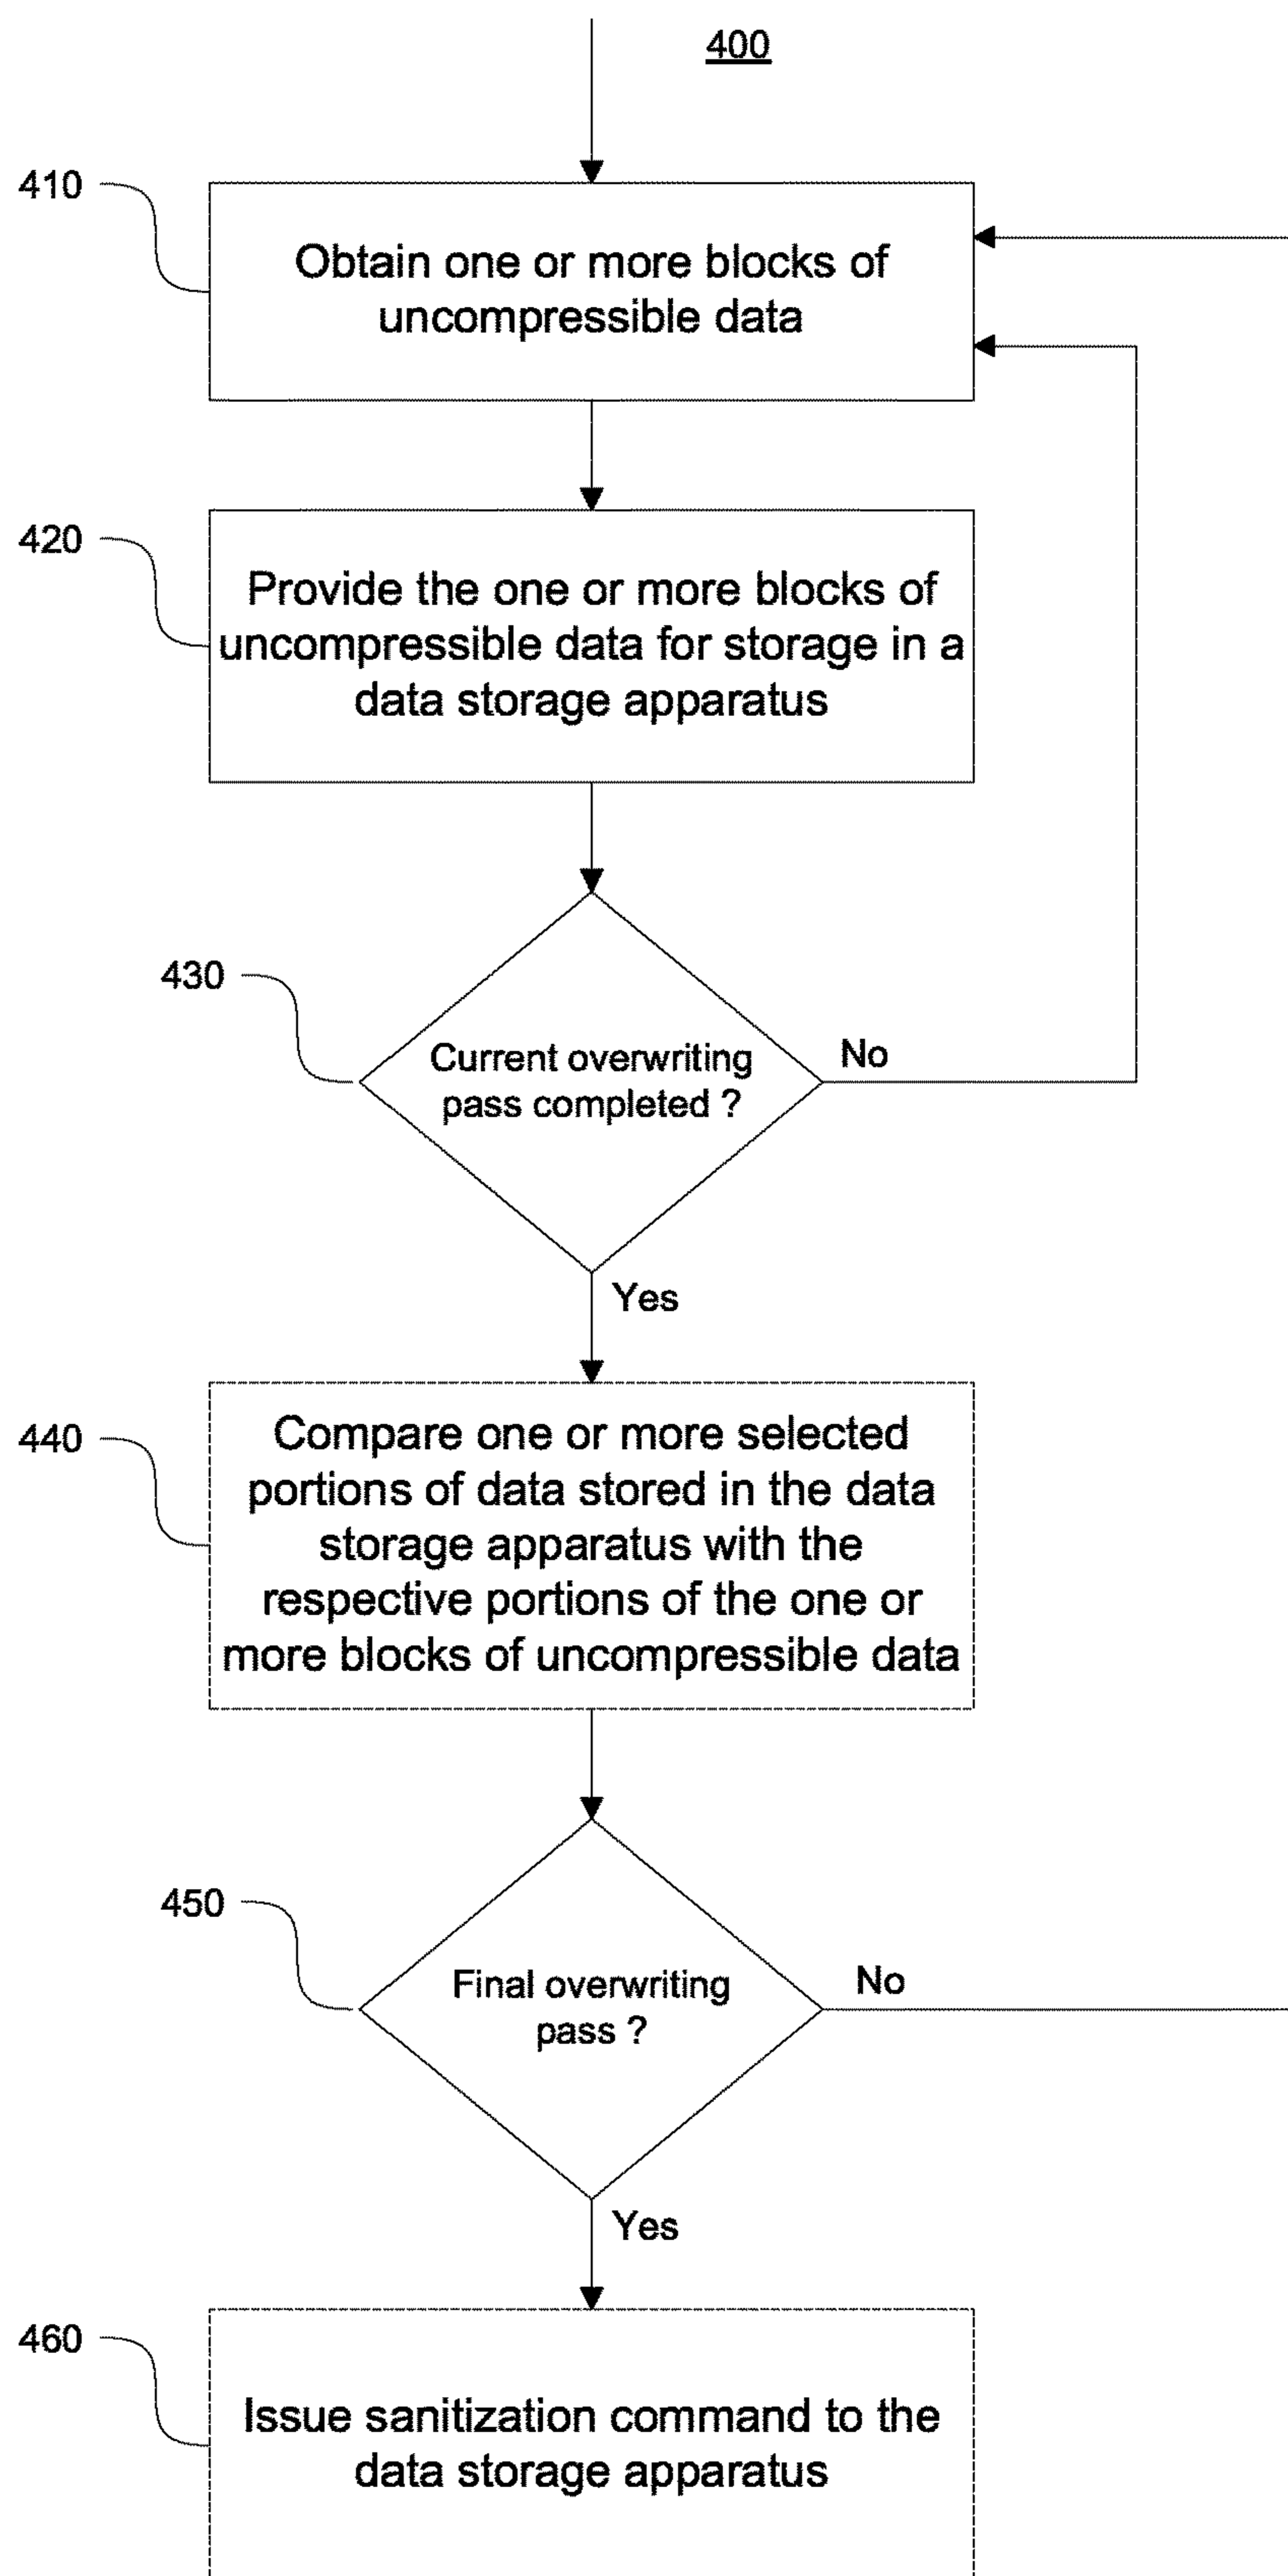 400
410
Obtain one or more blocks of
uncompressible data
420
Provide the one or more blocks of
uncompressible data for storage in a
data storage apparatus
430
Current overwriting
pass completed ?
No
Yes
440
Compare one or more selected
portions of data stored in the data
storage apparatus with the
respective portions of the one or
more blocks of uncompressible data
450
Final overwriting
pass ?
No
Yes
460
Issue sanitization command to the
data storage apparatus